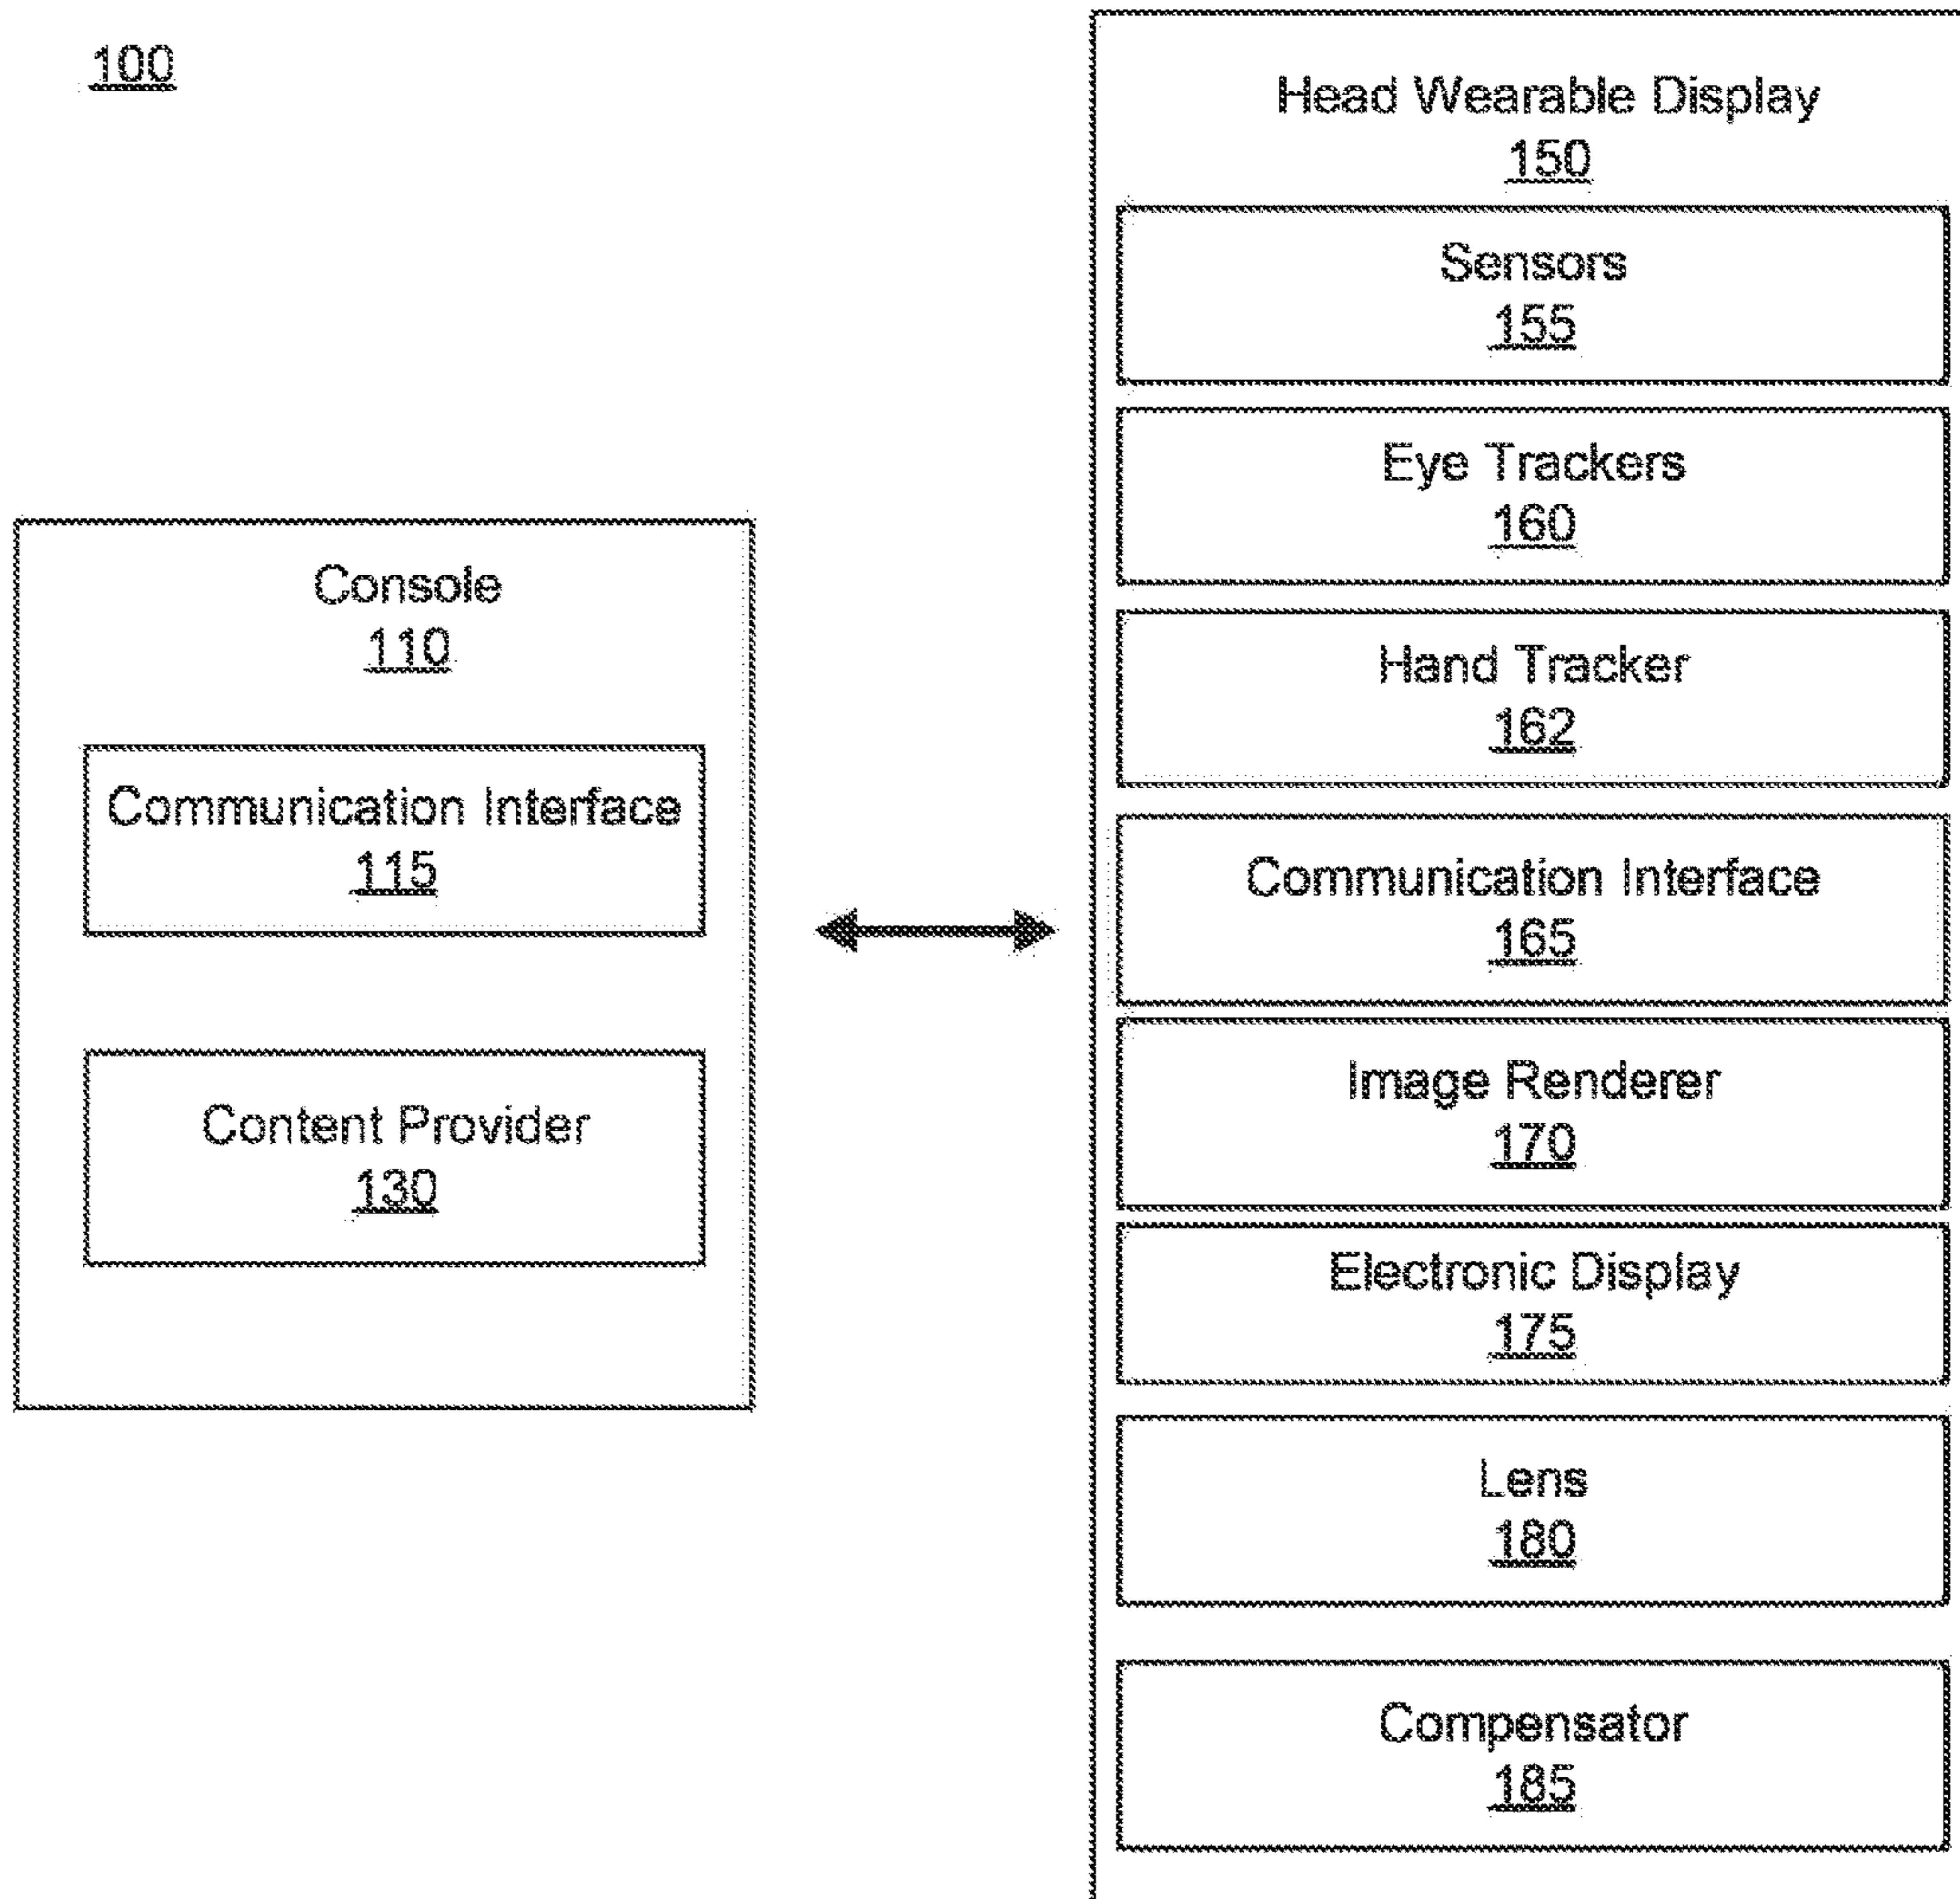 100
Console
110
Communication Interface
115
Content Provider
130
Head Wearable Display
150
Sensors
155
Eye Trackers
160
Hand Tracker
162
Communication Interface
165
Image Renderer
170
Electronic Display
175
Lens
180
Compensator
185